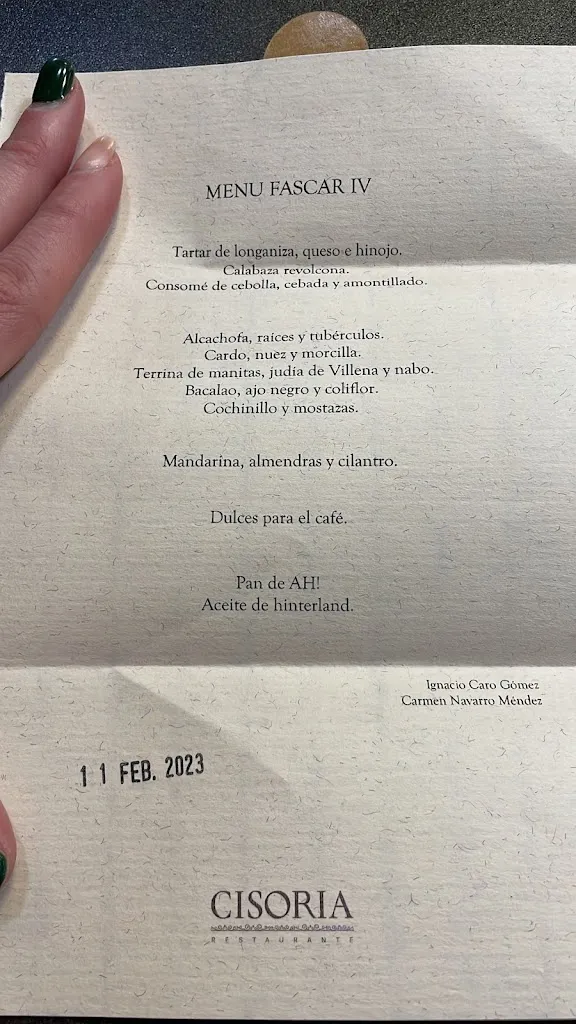 MENU FASCAR IV
Tartar de longaniza, queso e hinojo.
Calabaza revolcona.
Consomé de cebolla, cebada y amontillado.
Alcachofa, raíces y tubérculos.
Cardo, nuez y morcilla.
Terrina de manitas, judía de Villena y nabo.
Bacalao, ajo negro y coliflor.
Cochinillo y mostazas.
Mandarina, almendras y cilantro.
Dulces para el café.
Pan de AH!
Aceite de hinterland.
Ignacio Caro Gómez
Carmen Navarro Méndez
11 FEB. 2023
CISORIA
RESTAURANTE